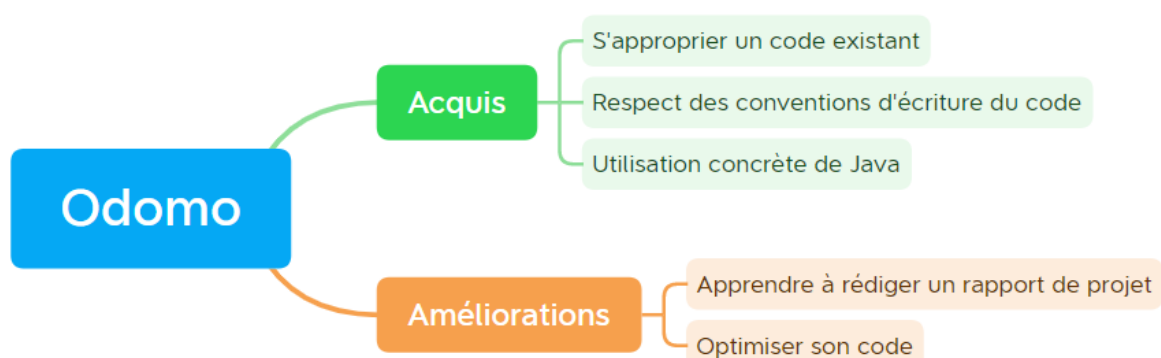 Odomo
Acquis
S'approprier un code existant
Respect des conventions d'écriture du code
Utilisation concrète de Java
Améliorations
Apprendre à rédiger un rapport de projet
Optimiser son code